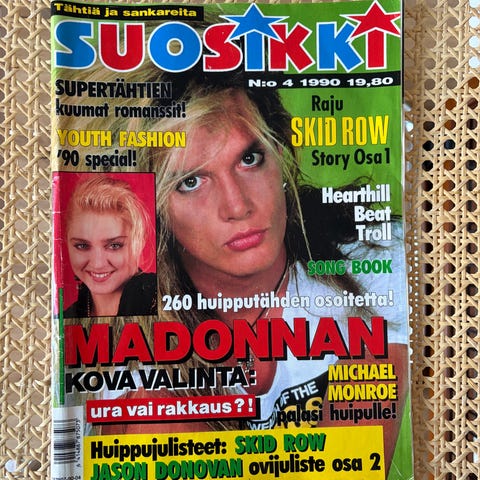 Tähtiä ja sankareita
SUOSIKKI
N:o 4 1990 19,80
SUPERTÄHTIEN
kuumat romanssit!
YOUTH FASHION
'90 special!
Raju
SKID ROW
Story Osa 1
Hearthill
Beat
Troll
SONG BOOK
260 huipputähden osoitetta!
MADONNAN
KOVA VALINTA:
ura vai rakkaus?!
MICHAEL
MONROE
palasi huipulle!
OF THE
Huippujulisteet: SKID ROW
JASON DONOVAN ovijuliste osa 2